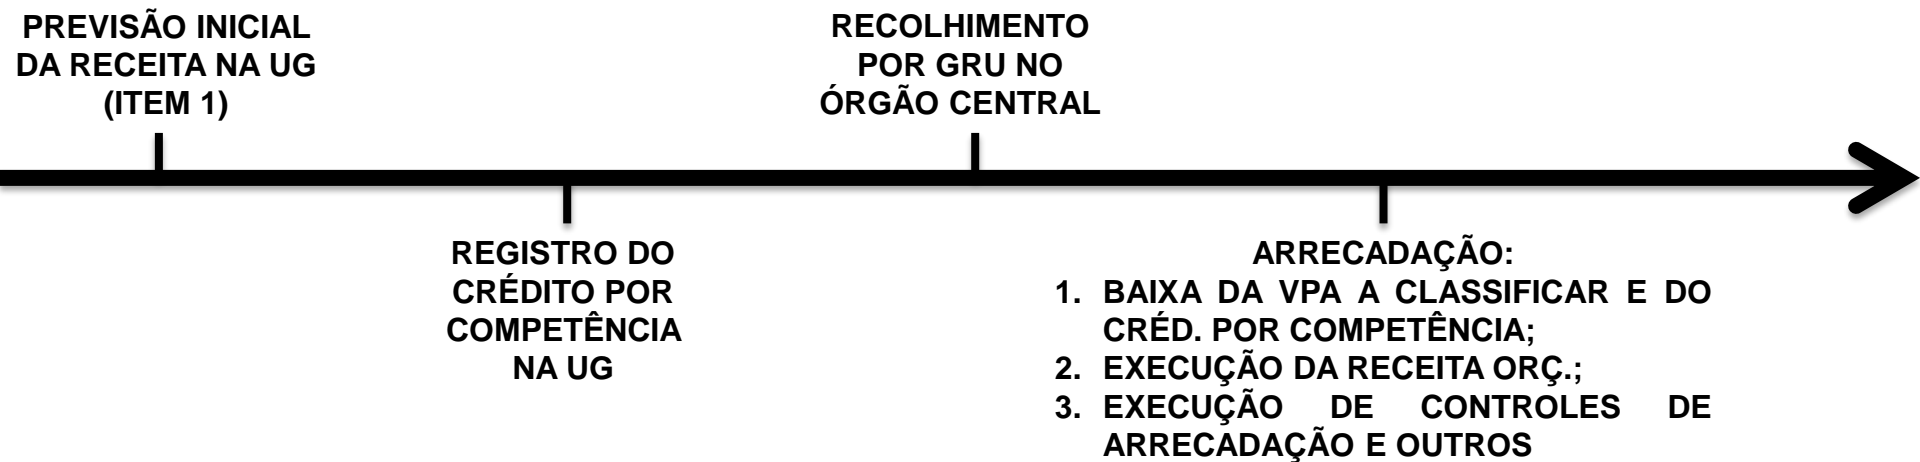 PREVISÃO INICIAL
DA RECEITA NA UG
(ITEM 1)
REGISTRO DO
CRÉDITO POR
COMPETÊNCIA
NA UG
RECOLHIMENTO
POR GRU NO
ÓRGÃO CENTRAL
ARRECADAÇÃO:
1. BAIXA DA VPA A CLASSIFICAR E DO
CRÉD. POR COMPETÊNCIA;
2. EXECUÇÃO DA RECEITA ORÇ.;
3. EXECUÇÃO DE CONTROLES DE
ARRECADAÇÃO E OUTROS